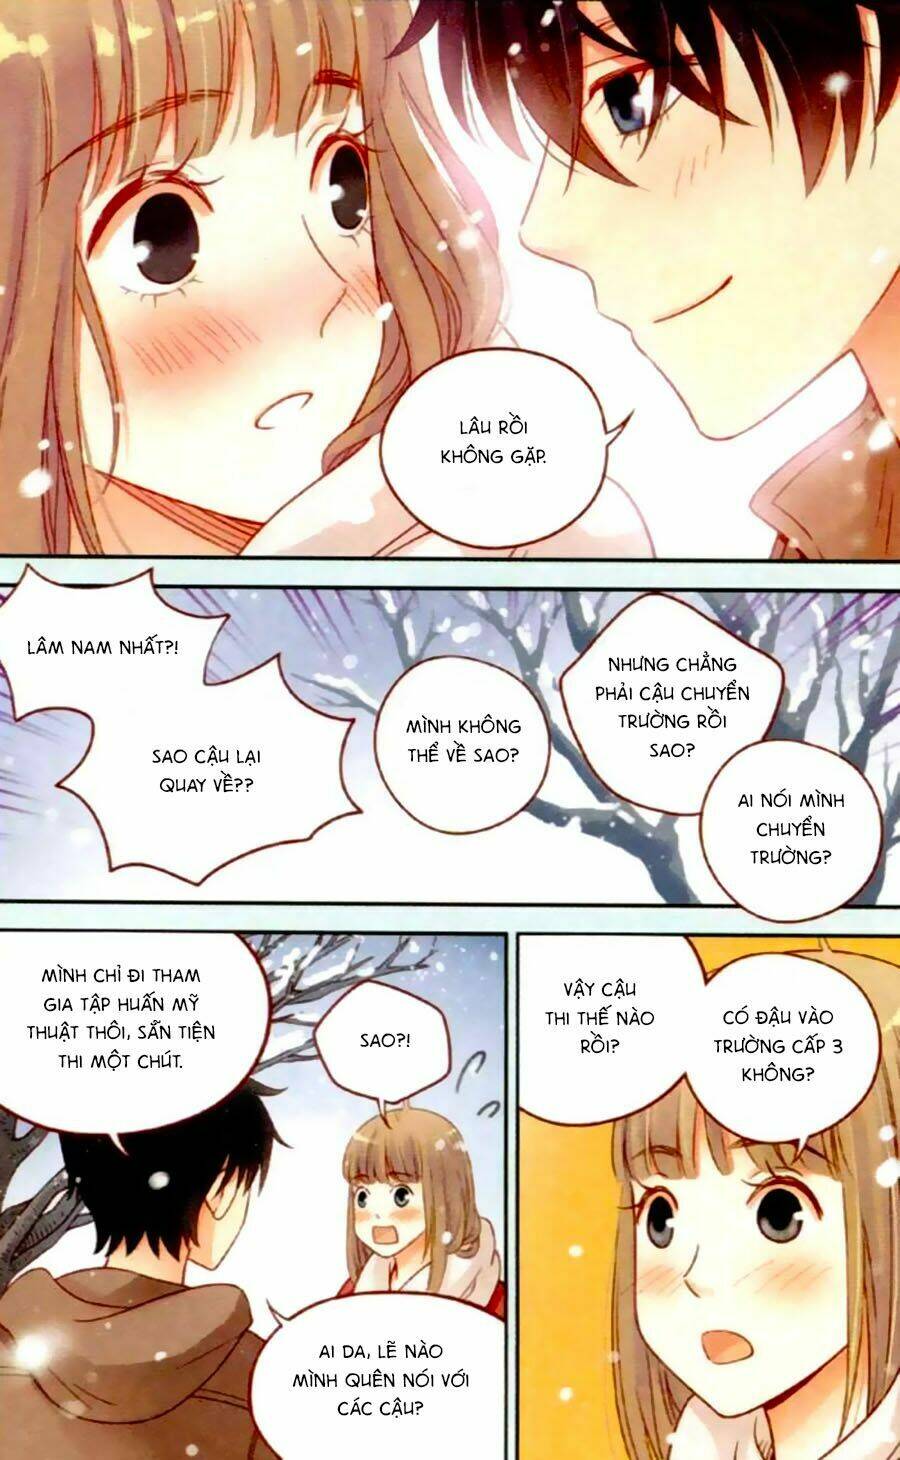 LÂU RỒI
KHÔNG GẶP.
LÂM NAM NHẤT?!
SAO CẬU LẠI
QUAY VỀ??
MÌNH KHÔNG
THỂ VỀ SAO?
NHƯNG CHẲNG
PHẢI CẬU CHUYỂN
TRƯỜNG RỒI
SAO?
AI NÓI MÌNH
CHUYỂN
TRƯỜNG?
MÌNH CHỈ ĐI THAM
GIA TẬP HUẤN MỸ
THUẬT THÔI, SẴN TIỆN
THI MỘT CHÚT.
SAO?!
AI DA, LẼ NÀO
MÌNH QUÊN NÓI VỚI
CÁC CẬU?
VẬY CẬU
THI THẾ NÀO
RỒI?
CÓ ĐẬU VÀO
TRƯỜNG CẤP 3
KHÔNG?